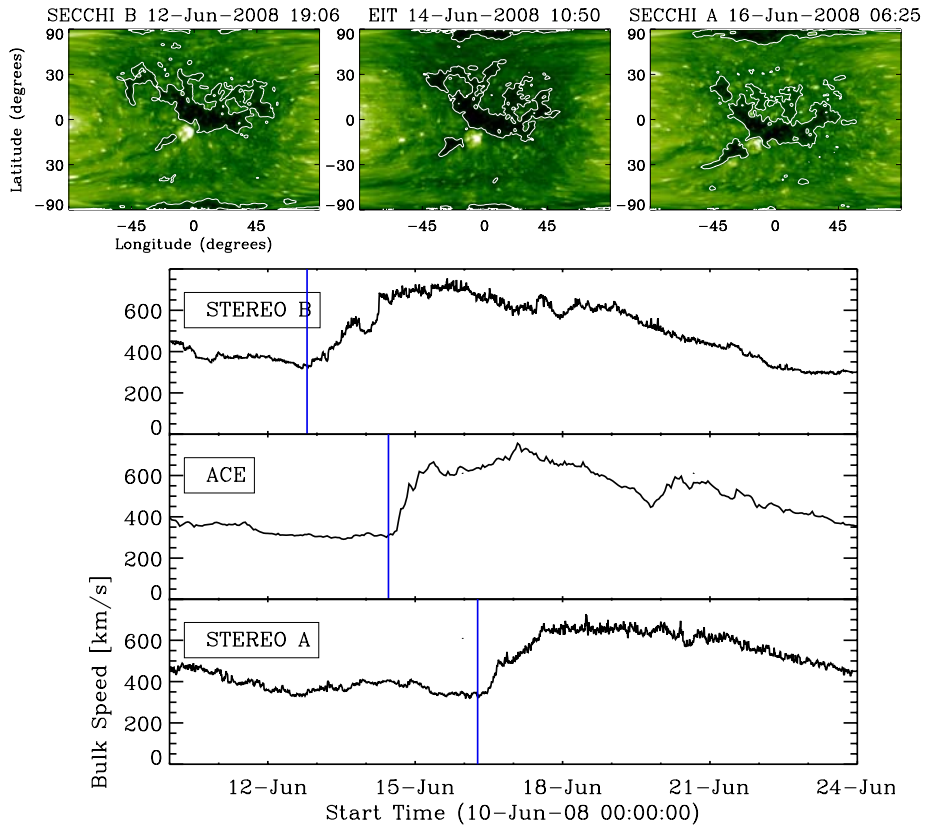 SECCHI B 12-Jun-2008 19:06
EIT 14-Jun-2008 10:50
SECCHI A 16-Jun-2008 06:25
Latitude (degrees)
90
30
0
30
-90
-45 0 45
Longitude (degrees)
90
30
0
-30
-90
-45 0 45
90
30
0
-30
-90
-45 0 45
STEREO B
600
400
200
0
ACE
600
400
200
0
STEREO A
600
400
200
0
Bulk Speed [km/s]
12-Jun 15-Jun 18-Jun 21-Jun 24-Jun
Start Time (10-Jun-08 00:00:00)